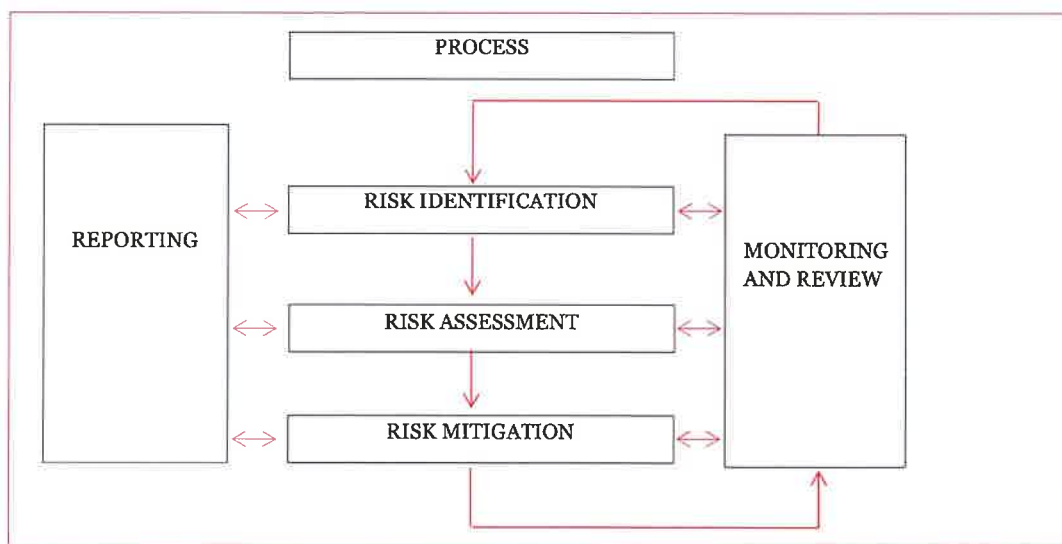 PROCESS
RISK IDENTIFICATION
REPORTING
MONITORING
AND REVIEW
RISK ASSESSMENT
RISK MITIGATION